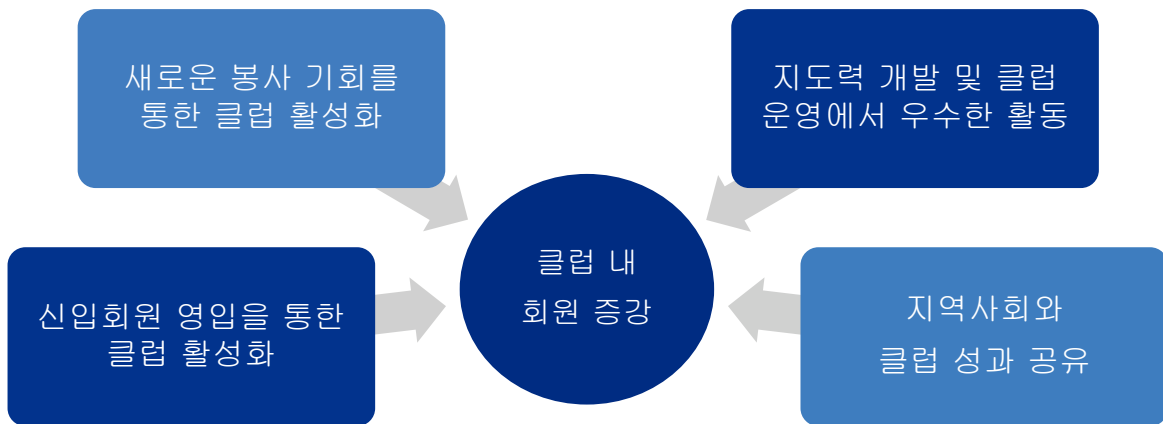 새로운 봉사 기회를
통한 클럽 활성화
지도력 개발 및 클럽
운영에서 우수한 활동
클럽 내
회원 증강
신입회원 영입을 통한
클럽 활성화
지역사회와
클럽 성과 공유